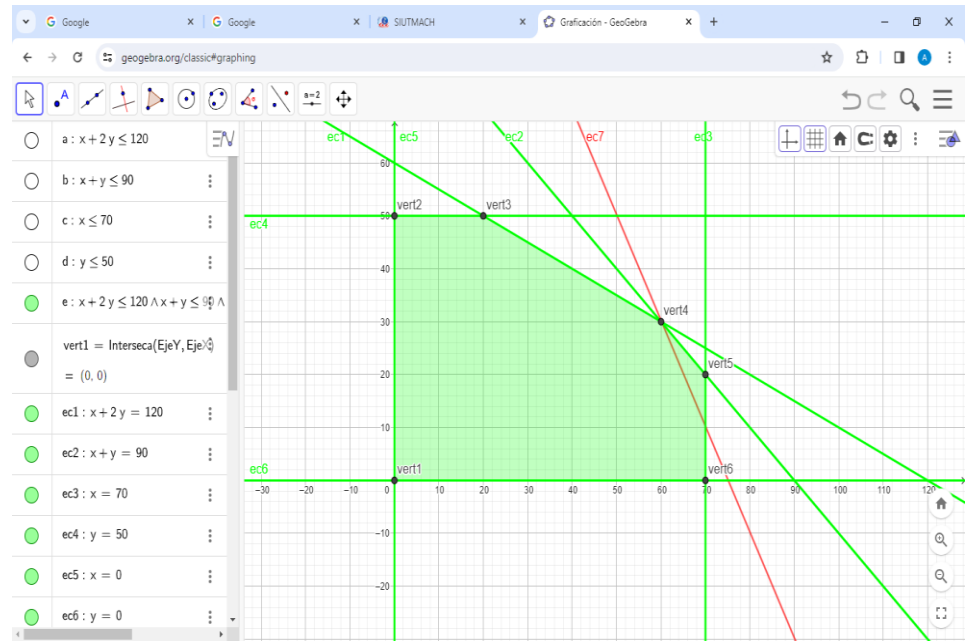 Google
Google
SIUTMACH
Graficación - GeoGebra
geogebra.org/classic#graphing
A
A
a=2
a : x + 2 y ≤ 120
b : x + y ≤ 90
c : x ≤ 70
d : y ≤ 50
e : x + 2 y ≤ 120 ∧ x + y ≤ 90 ∧
vert1 = Interseca(EjeY, EjeX)
= (0, 0)
ec1 : x + 2 y = 120
ec2 : x + y = 90
ec3 : x = 70
ec4 : y = 50
ec5 : x = 0
ec6 : y = 0
ec1
ec5
ec2
ec7
ec3
60
vert2
vert3
50
ec4
40
vert4
30
vert5
20
10
ec6
vert1
vert6
−30 −20 −10 0 10 20 30 40 50 60 70 80 90 100 110 120
−10
−20